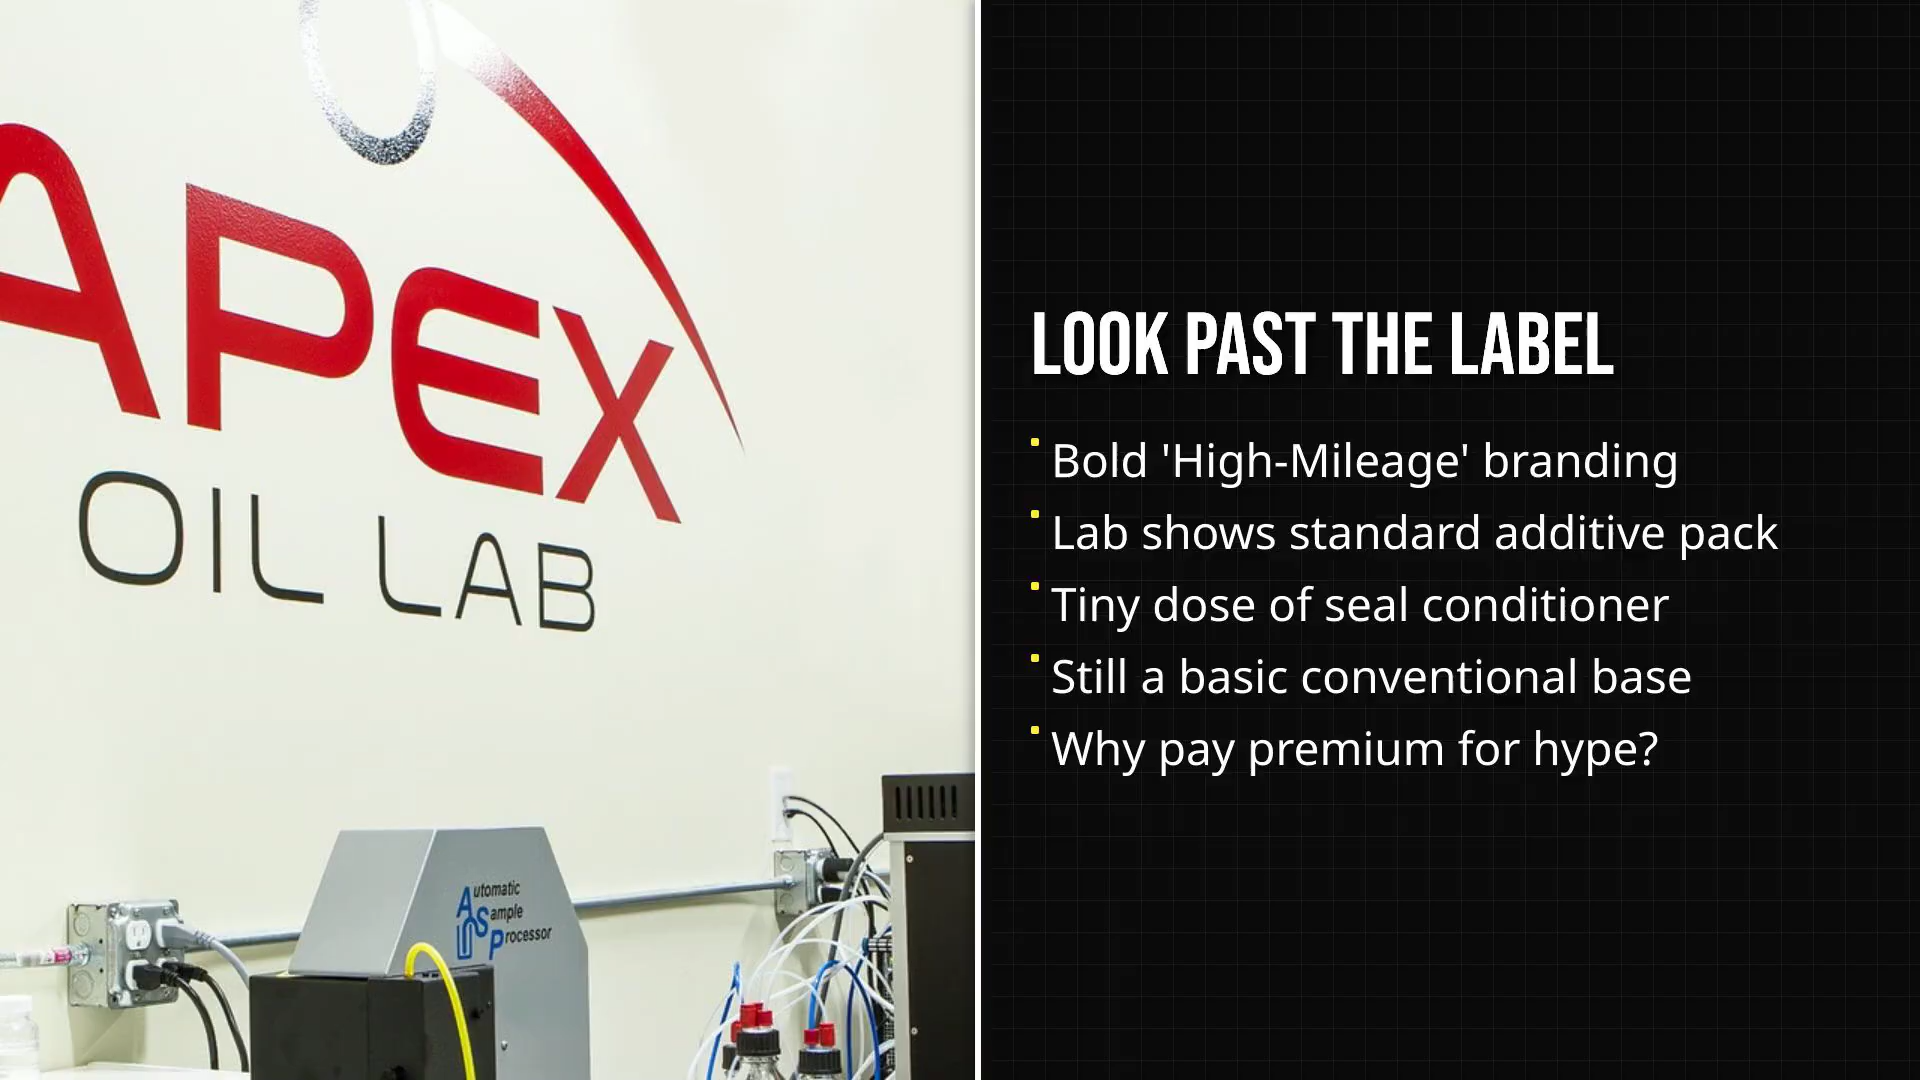 APEX
OIL LAB
Automatic
Sample
Processor
LOOK PAST THE LABEL
Bold 'High-Mileage' branding
Lab shows standard additive pack
Tiny dose of seal conditioner
Still a basic conventional base
Why pay premium for hype?